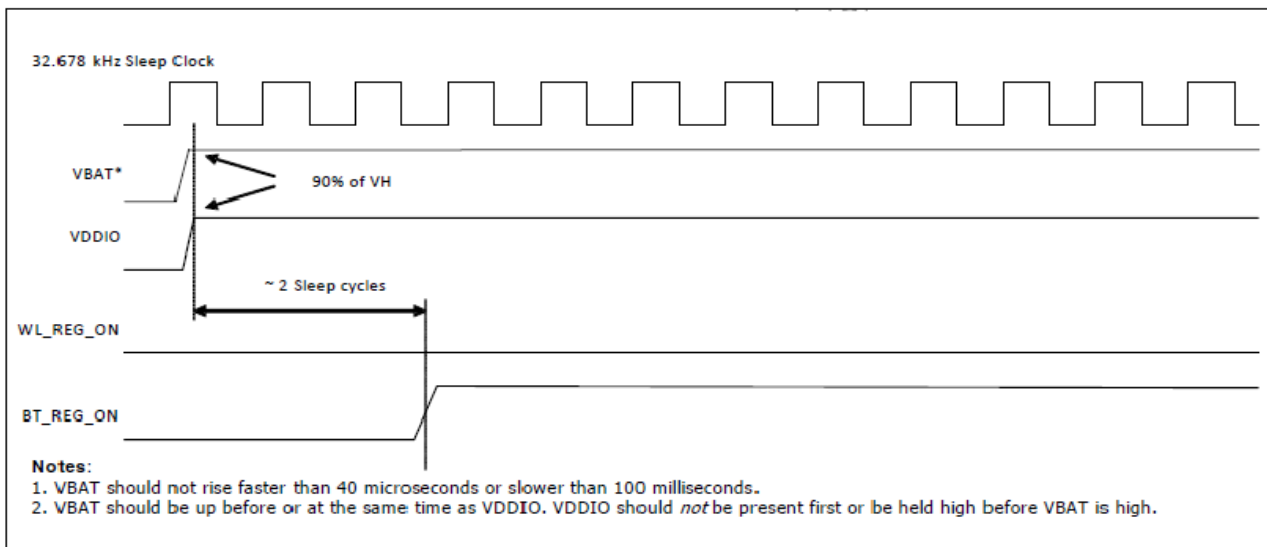 32.678 kHz Sleep Clock
VBAT*
90% of VH
VDDIO
~ 2 Sleep cycles
WL_REG_ON
BT_REG_ON
Notes:
1. VBAT should not rise faster than 40 microseconds or slower than 100 milliseconds.
2. VBAT should be up before or at the same time as VDDIO. VDDIO should not be present first or be held high before VBAT is high.